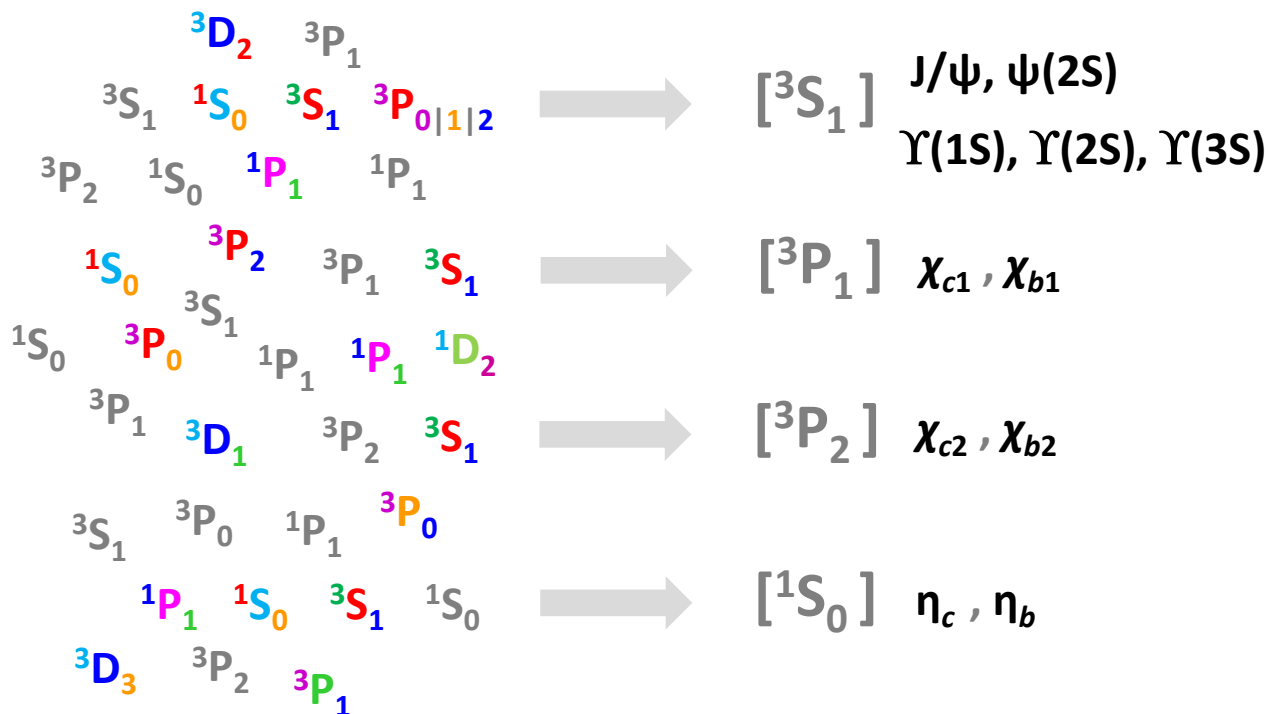 ³D₂ ³P₁
³S₁ ¹S₀ ³S₁ ³P₀|₁|₂ [³S₁] J/ψ, ψ(2S)
ϒ(1S), ϒ(2S), ϒ(3S)
³P₂ ¹S₀ ¹P₁ ¹P₁
¹S₀ ³P₂ ³P₁ ³S₁ [³P₁] χc1 , χb1
³S₁
¹S₀ ³P₀ ¹P₁ ¹P₁ ¹D₂
³P₁ ³D₁ ³P₂ ³S₁ [³P₂] χc2 , χb2
³S₁ ³P₀ ¹P₁ ³P₀
¹P₁ ¹S₀ ³S₁ ¹S₀ [¹S₀] ηc , ηb
³D₃ ³P₂ ³P₁